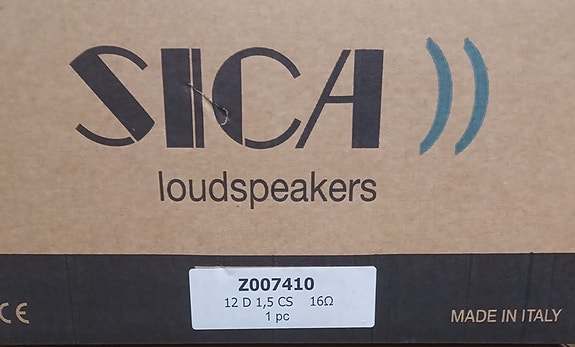 SICA
loudspeakers
Z007410
12 D 1,5 CS 16Ω
1 pc
CE
MADE IN ITALY